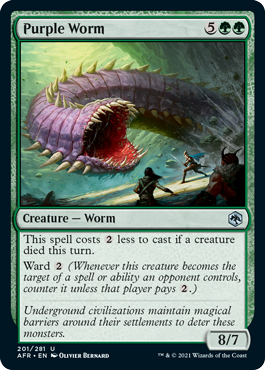 Purple Worm 5
Creature — Worm
This spell costs 2 less to cast if a creature
died this turn.
Ward 2 (Whenever this creature becomes the
target of a spell or ability an opponent controls,
counter it unless that player pays 2.)
Underground civilizations maintain magical
barriers around their settlements to deter these
monsters.
8/7
201/281 U
AFR • EN OLIVIER BERNARD
™ & © 2021 Wizards of the Coast